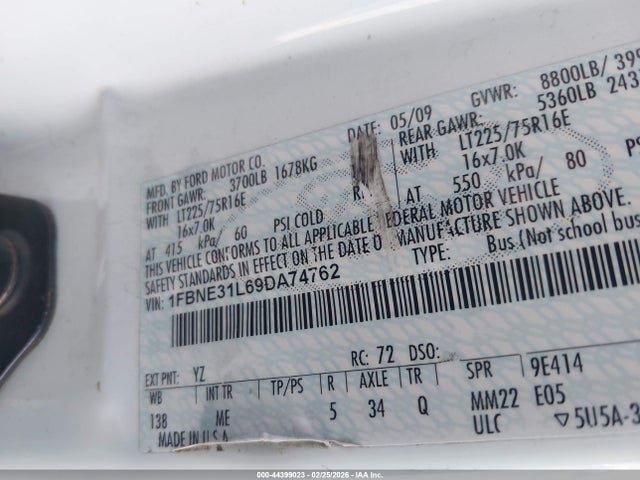 MFD. BY FORD MOTOR CO. DATE: 05/09 GVWR: 8800LB/ 399
FRONT GAWR: 3700LB 1678KG REAR GAWR: 5360LB 243
WITH LT225/75R16E WITH LT225/75R16E
16x7.0K 16x7.0K
AT 415 kPa/ 60 PSI COLD AT 550 kPa/ 80 PS
THIS VEHICLE CONFORMS TO ALL APPLICABLE FEDERAL MOTOR VEHICLE
SAFETY STANDARDS IN EFFECT ON THE DATE OF MANUFACTURE SHOWN ABOVE.
VIN: 1FBNE31L69DA74762 TYPE: Bus (Not school bus
EXT PNT: YZ RC: 72 DSO:
WB INT TR TP/PS R AXLE TR SPR 9E414
138 ME 5 34 Q MM22 E05
MADE IN U.S.A. ULC 5U5A-3
000-44399023 - 02/25/2026 - IAA Inc.